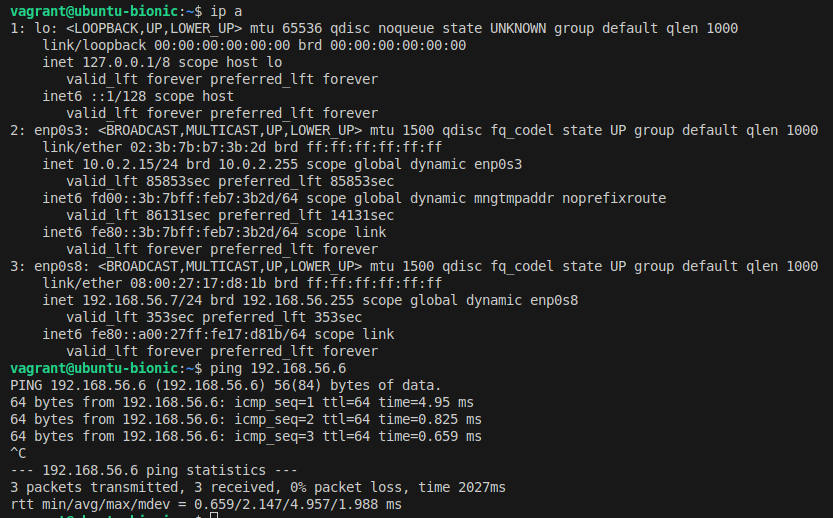 vagrant@ubuntu-bionic:~$ ip a
1: lo: <LOOPBACK,UP,LOWER_UP> mtu 65536 qdisc noqueue state UNKNOWN group default qlen 1000
    link/loopback 00:00:00:00:00:00 brd 00:00:00:00:00:00
    inet 127.0.0.1/8 scope host lo
       valid_lft forever preferred_lft forever
    inet6 ::1/128 scope host
       valid_lft forever preferred_lft forever
2: enp0s3: <BROADCAST,MULTICAST,UP,LOWER_UP> mtu 1500 qdisc fq_codel state UP group default qlen 1000
    link/ether 02:3b:7b:b7:3b:2d brd ff:ff:ff:ff:ff:ff
    inet 10.0.2.15/24 brd 10.0.2.255 scope global dynamic enp0s3
       valid_lft 85853sec preferred_lft 85853sec
    inet6 fd00::3b:7bff:feb7:3b2d/64 scope global dynamic mngtmpaddr noprefixroute
       valid_lft 86131sec preferred_lft 14131sec
    inet6 fe80::3b:7bff:feb7:3b2d/64 scope link
       valid_lft forever preferred_lft forever
3: enp0s8: <BROADCAST,MULTICAST,UP,LOWER_UP> mtu 1500 qdisc fq_codel state UP group default qlen 1000
    link/ether 08:00:27:17:d8:1b brd ff:ff:ff:ff:ff:ff
    inet 192.168.56.7/24 brd 192.168.56.255 scope global dynamic enp0s8
       valid_lft 353sec preferred_lft 353sec
    inet6 fe80::a00:27ff:fe17:d81b/64 scope link
       valid_lft forever preferred_lft forever
vagrant@ubuntu-bionic:~$ ping 192.168.56.6
PING 192.168.56.6 (192.168.56.6) 56(84) bytes of data.
64 bytes from 192.168.56.6: icmp_seq=1 ttl=64 time=4.95 ms
64 bytes from 192.168.56.6: icmp_seq=2 ttl=64 time=0.825 ms
64 bytes from 192.168.56.6: icmp_seq=3 ttl=64 time=0.659 ms
^C
--- 192.168.56.6 ping statistics ---
3 packets transmitted, 3 received, 0% packet loss, time 2027ms
rtt min/avg/max/mdev = 0.659/2.147/4.957/1.988 ms
vagrant@ubuntu-bionic:~$